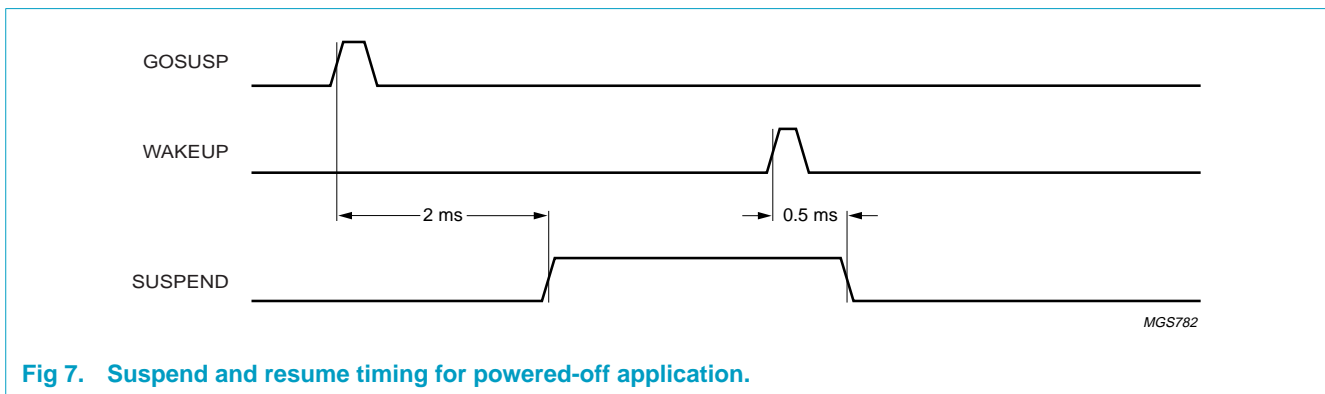 GOSUSP
WAKEUP
2 ms
0.5 ms
SUSPEND
MGS782
Fig 7. Suspend and resume timing for powered-off application.